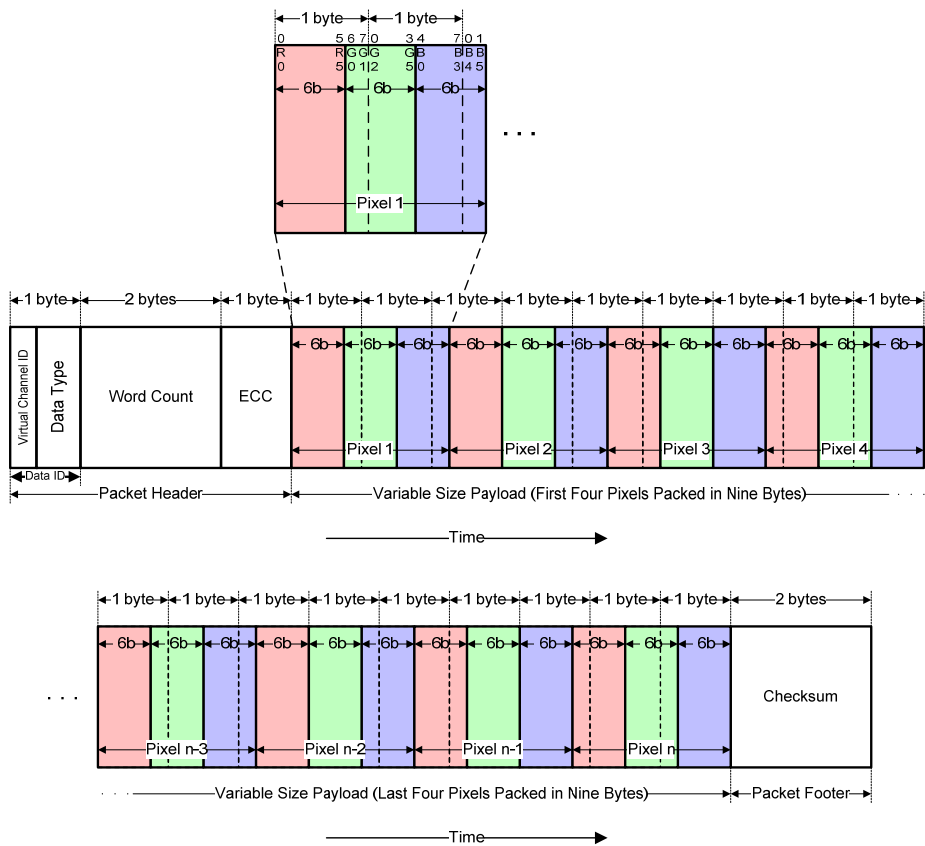 1 byte 1 byte
0 5 6 7 0 3 4 7 0 1
R R G G G G B B B B
0 5 0 1 2 5 0 3 4 5
6b 6b 6b
Pixel 1
. . .
1 byte 2 bytes 1 byte 1 byte 1 byte 1 byte 1 byte 1 byte 1 byte 1 byte 1 byte 1 byte
Virtual Channel ID
Data Type
Word Count
ECC
6b 6b 6b 6b 6b 6b 6b 6b 6b 6b 6b 6b
Pixel 1 Pixel 2 Pixel 3 Pixel 4
Data ID
Packet Header Variable Size Payload (First Four Pixels Packed in Nine Bytes) . . .
Time
1 byte 1 byte 1 byte 1 byte 1 byte 1 byte 1 byte 1 byte 1 byte 2 bytes
6b 6b 6b 6b 6b 6b 6b 6b 6b 6b 6b 6b
. . .
Checksum
Pixel n-3 Pixel n-2 Pixel n-1 Pixel n
. . . Variable Size Payload (Last Four Pixels Packed in Nine Bytes) Packet Footer
Time